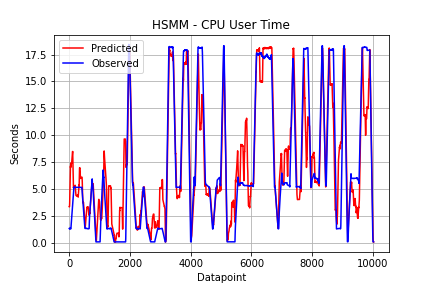 HSMM - CPU User Time
Predicted
Observed
17.5
15.0
12.5
10.0
7.5
5.0
2.5
0.0
Seconds
0 2000 4000 6000 8000 10000
Datapoint